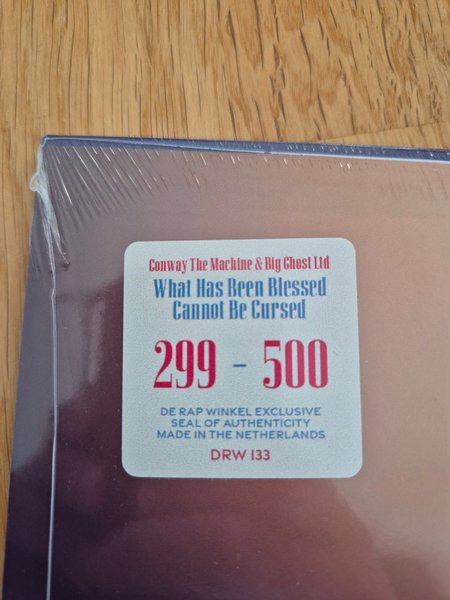 Conway The Machine & Big Ghost Ltd
What Has Been Blessed
Cannot Be Cursed
299 - 500
DE RAP WINKEL EXCLUSIVE
SEAL OF AUTHENTICITY
MADE IN THE NETHERLANDS
DRW 133